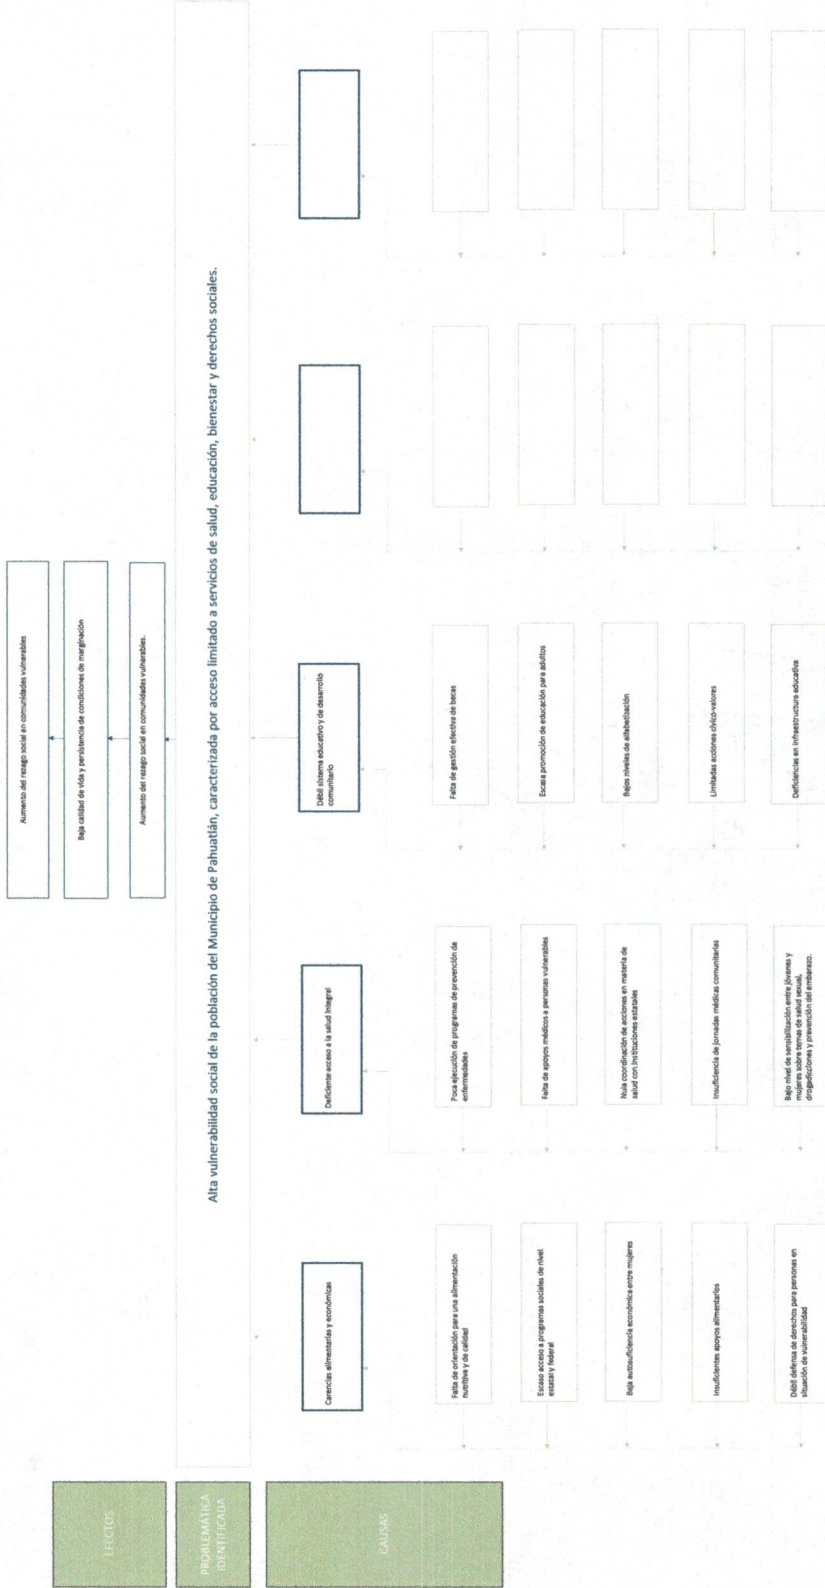 EFECTOS
Aumento del rezago social en comunidades vulnerables
Baja calidad de vida y persistencia de condiciones de marginación
Aumento del rezago social en comunidades vulnerables.
PROBLEMÁTICA
IDENTIFICADA
Alta vulnerabilidad social de la población del Municipio de Pahuatlán, caracterizada por acceso limitado a servicios de salud, educación, bienestar y derechos sociales.
CAUSAS
Carencias alimentarias y económicas
Falta de orientación para una alimentación
nutritiva y de calidad
Escaso acceso a programas sociales de nivel
estatal y federal
Baja autosuficiencia económica entre mujeres
Insuficientes apoyos alimentarios
Débil defensa de derechos para personas en
situación de vulnerabilidad
Deficiente acceso a la salud Integral
Poca ejecución de programas de prevención de
enfermedades
Falta de apoyos médicos a personas vulnerables
Nula coordinación de acciones en materia de
salud con Instituciones estatales
Insuficiencia de jornadas médicas comunitarias
Bajo nivel de sensibilización entre jóvenes y
mujeres sobre temas de salud sexual,
drogadicciones y prevención del embarazo.
Débil sistema educativo y de desarrollo
comunitario
Falta de gestión efectiva de becas
Escasa promoción de educación para adultos
Bajos niveles de alfabetización
Limitadas acciones cívico-valores
Deficiencias en infraestructura educativa